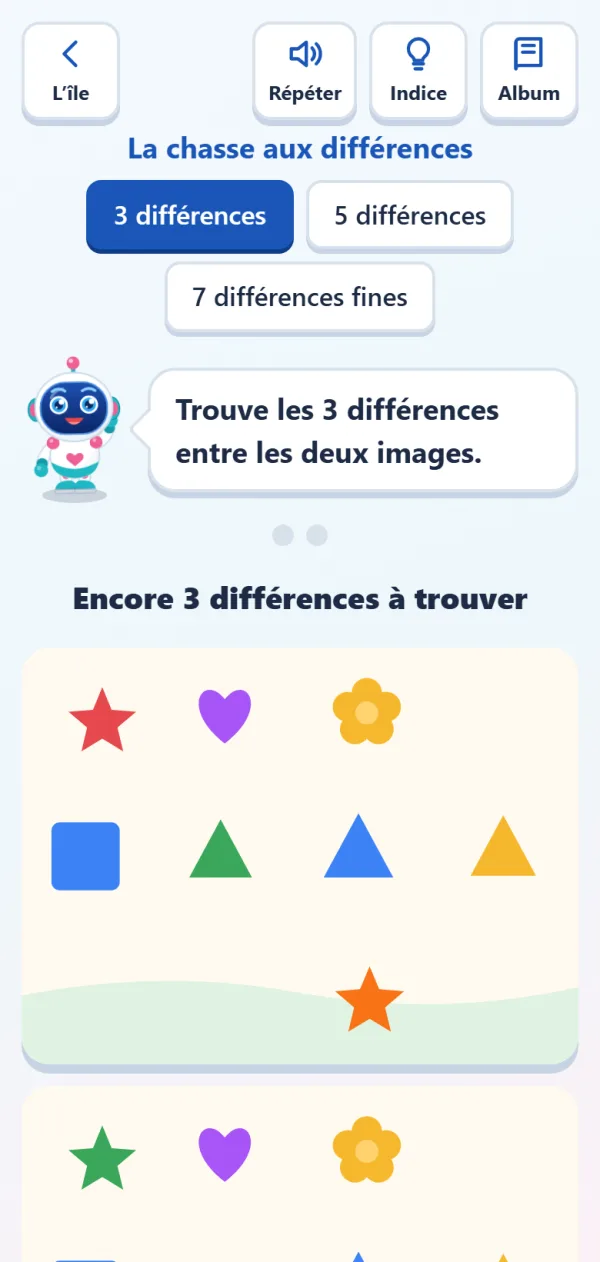 L’île
Répéter
Indice
Album
La chasse aux différences
3 différences
5 différences
7 différences fines
Trouve les 3 différences
entre les deux images.
Encore 3 différences à trouver